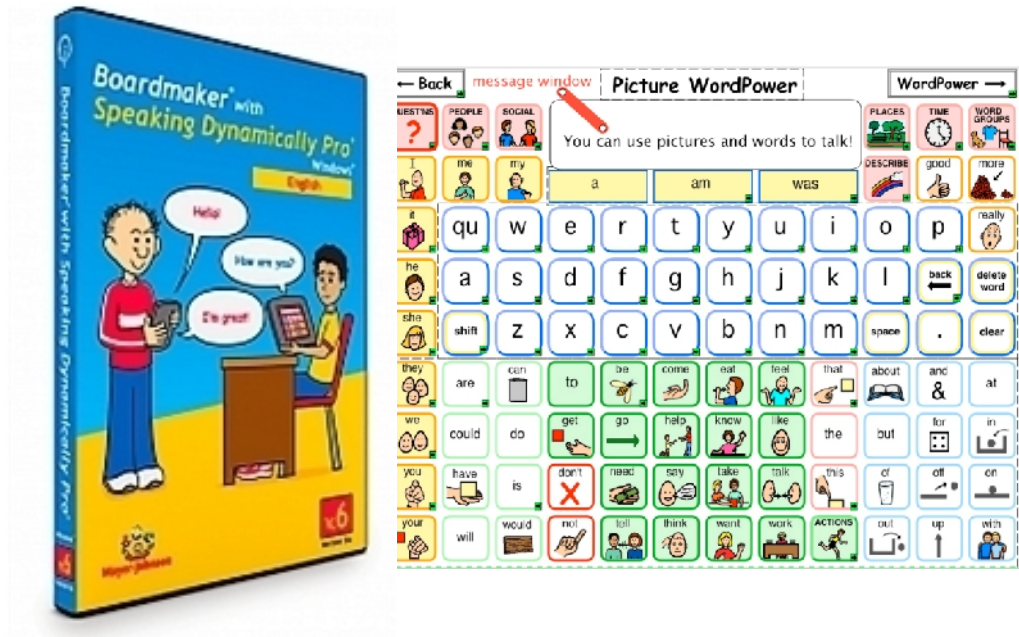 Boardmaker® with
Speaking Dynamically Pro®
Windows®
English
Hello!
How are you?
I'm great!
v.6
Mayer-Johnson
Boardmaker® with Speaking Dynamically Pro®
v.6
← Back
message window
Picture WordPower
WordPower →
UESTNS
PEOPLE
SOCIAL
You can use pictures and words to talk!
PLACES
TIME
WORD GROUPS
I
me
my
a
am
was
DESCRIBE
good
more
it
qu
w
e
r
t
y
u
i
o
p
really
he
a
s
d
f
g
h
j
k
l
back
delete word
she
shift
z
x
c
v
b
n
m
space
.
clear
they
are
can
to
be
come
eat
feel
that
about
and
&
at
we
could
do
get
go
help
know
like
the
but
for
in
you
have
is
don't
need
say
take
talk
this
of
off
on
your
will
would
not
tell
think
want
work
ACTIONS
out
up
with